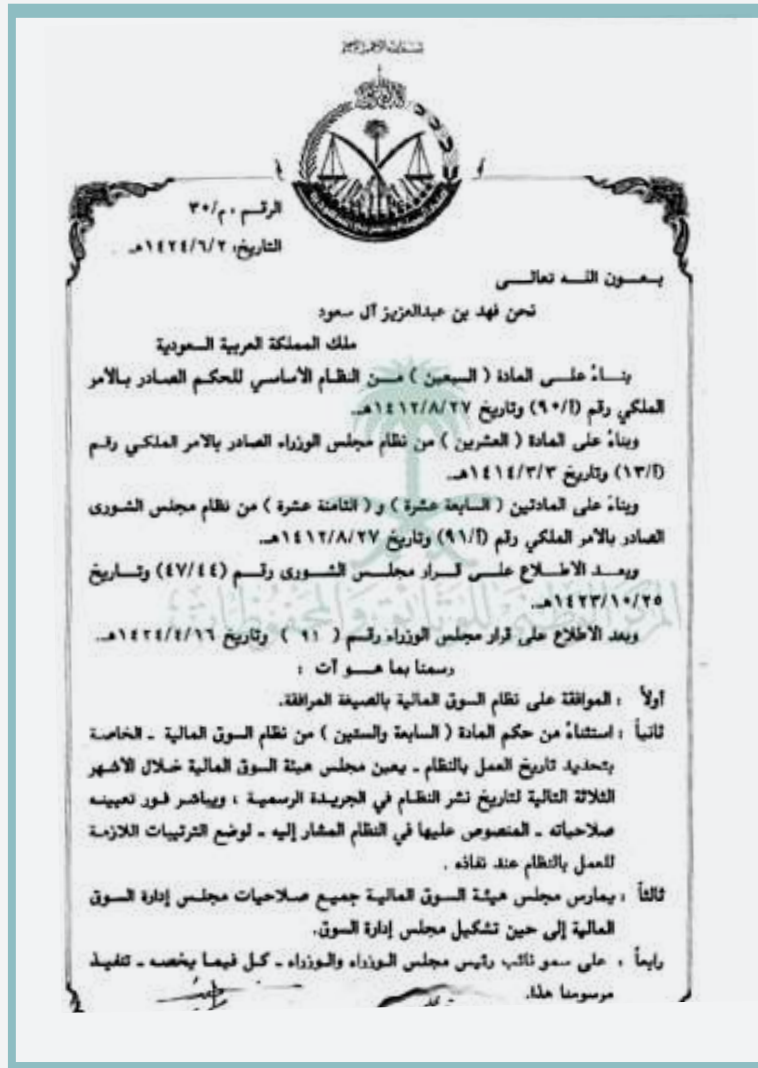 بسم الله الرحمن الرحيم
الرقم : م/٣٠
التاريخ: ١٤٢٤/٦/٢هـ
بعون الله تعالى
نحن فهد بن عبدالعزيز آل سعود
ملك المملكة العربية السعودية
بناءً على المادة ( السبعين ) من النظام الأساسي للحكم الصادر بالأمر
الملكي رقم (أ/٩٠) وتاريخ ١٤١٢/٨/٢٧هـ.
وبناءً على المادة ( العشرين ) من نظام مجلس الوزراء الصادر بالأمر الملكي رقم
(أ/١٣) وتاريخ ١٤١٤/٣/٣هـ.
وبناءً على المادتين ( السابعة عشرة ) و ( الثامنة عشرة ) من نظام مجلس الشورى
الصادر بالأمر الملكي رقم (أ/٩١) وتاريخ ١٤١٢/٨/٢٧هـ.
وبعد الاطلاع على قرار مجلس الشورى رقم (٤٧/٤٤) وتاريخ
١٤٢٣/١٠/٢٥هـ.
وبعد الاطلاع على قرار مجلس الوزراء رقم ( ٩١ ) وتاريخ ١٤٢٤/٤/١٦هـ.
رسمنا بما هو آت :
أولاً : الموافقة على نظام السوق المالية بالصيغة المرافقة.
ثانياً : استثناءً من حكم المادة ( السابعة والستين ) من نظام السوق المالية ـ الخاصة
بتحديد تاريخ العمل بالنظام ـ يعين مجلس هيئة السوق المالية خلال الأشهر
الثلاثة التالية لتاريخ نشر النظام في الجريدة الرسمية ، ويباشر فور تعيينه
صلاحياته ـ المنصوص عليها في النظام المشار إليه ـ لوضع الترتيبات اللازمة
للعمل بالنظام عند نفاذه .
ثالثاً : يمارس مجلس هيئة السوق المالية جميع صلاحيات مجلس إدارة السوق
المالية إلى حين تشكيل مجلس إدارة السوق.
رابعاً : على سمو نائب رئيس مجلس الوزراء والوزراء ـ كل فيما يخصه ـ تنفيذ
مرسومنا هذا.
المركز الوطني للوثائق والمحفوظات